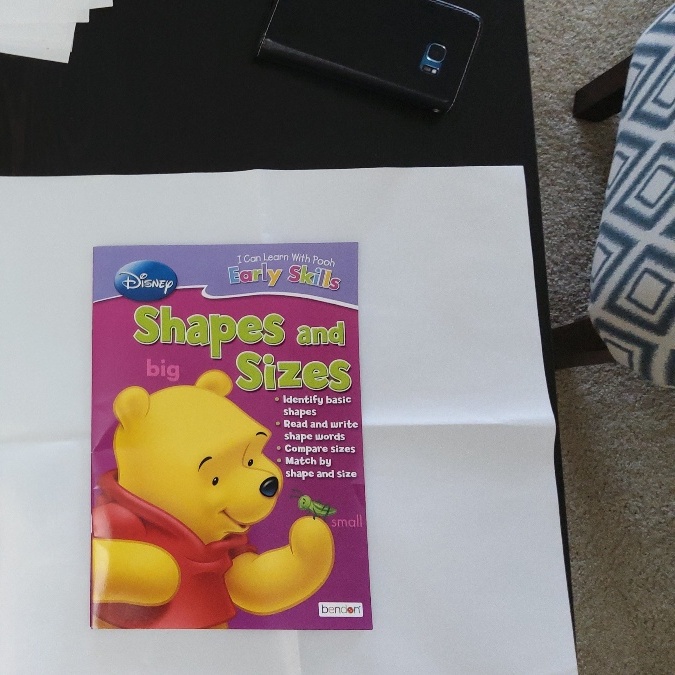 Disney
I Can Learn With Pooh
Early Skills
Shapes and
Sizes
big
• Identify basic
shapes
• Read and write
shape words
• Compare sizes
• Match by
shape and size
small
bendon